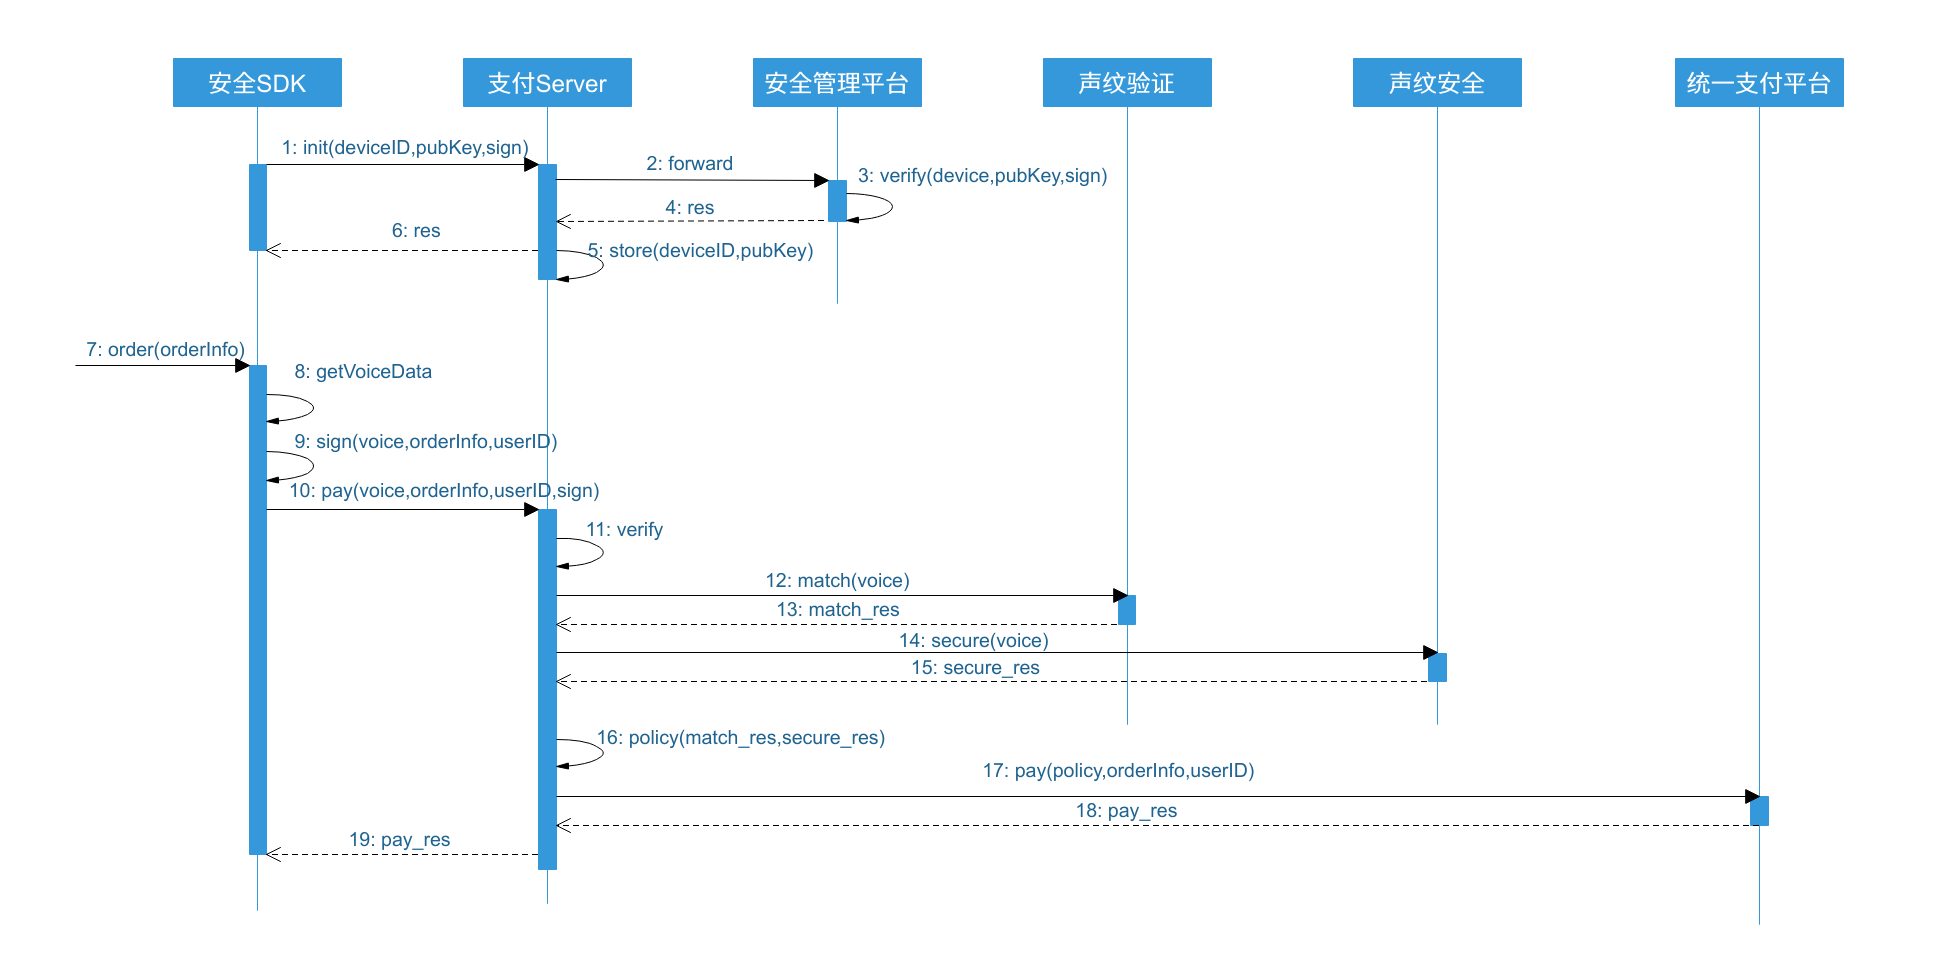 安全SDK
支付Server
安全管理平台
声纹验证
声纹安全
统一支付平台
1: init(deviceID,pubKey,sign)
2: forward
3: verify(device,pubKey,sign)
4: res
6: res
5: store(deviceID,pubKey)
7: order(orderInfo)
8: getVoiceData
9: sign(voice,orderInfo,userID)
10: pay(voice,orderInfo,userID,sign)
11: verify
12: match(voice)
13: match_res
14: secure(voice)
15: secure_res
16: policy(match_res,secure_res)
17: pay(policy,orderInfo,userID)
18: pay_res
19: pay_res